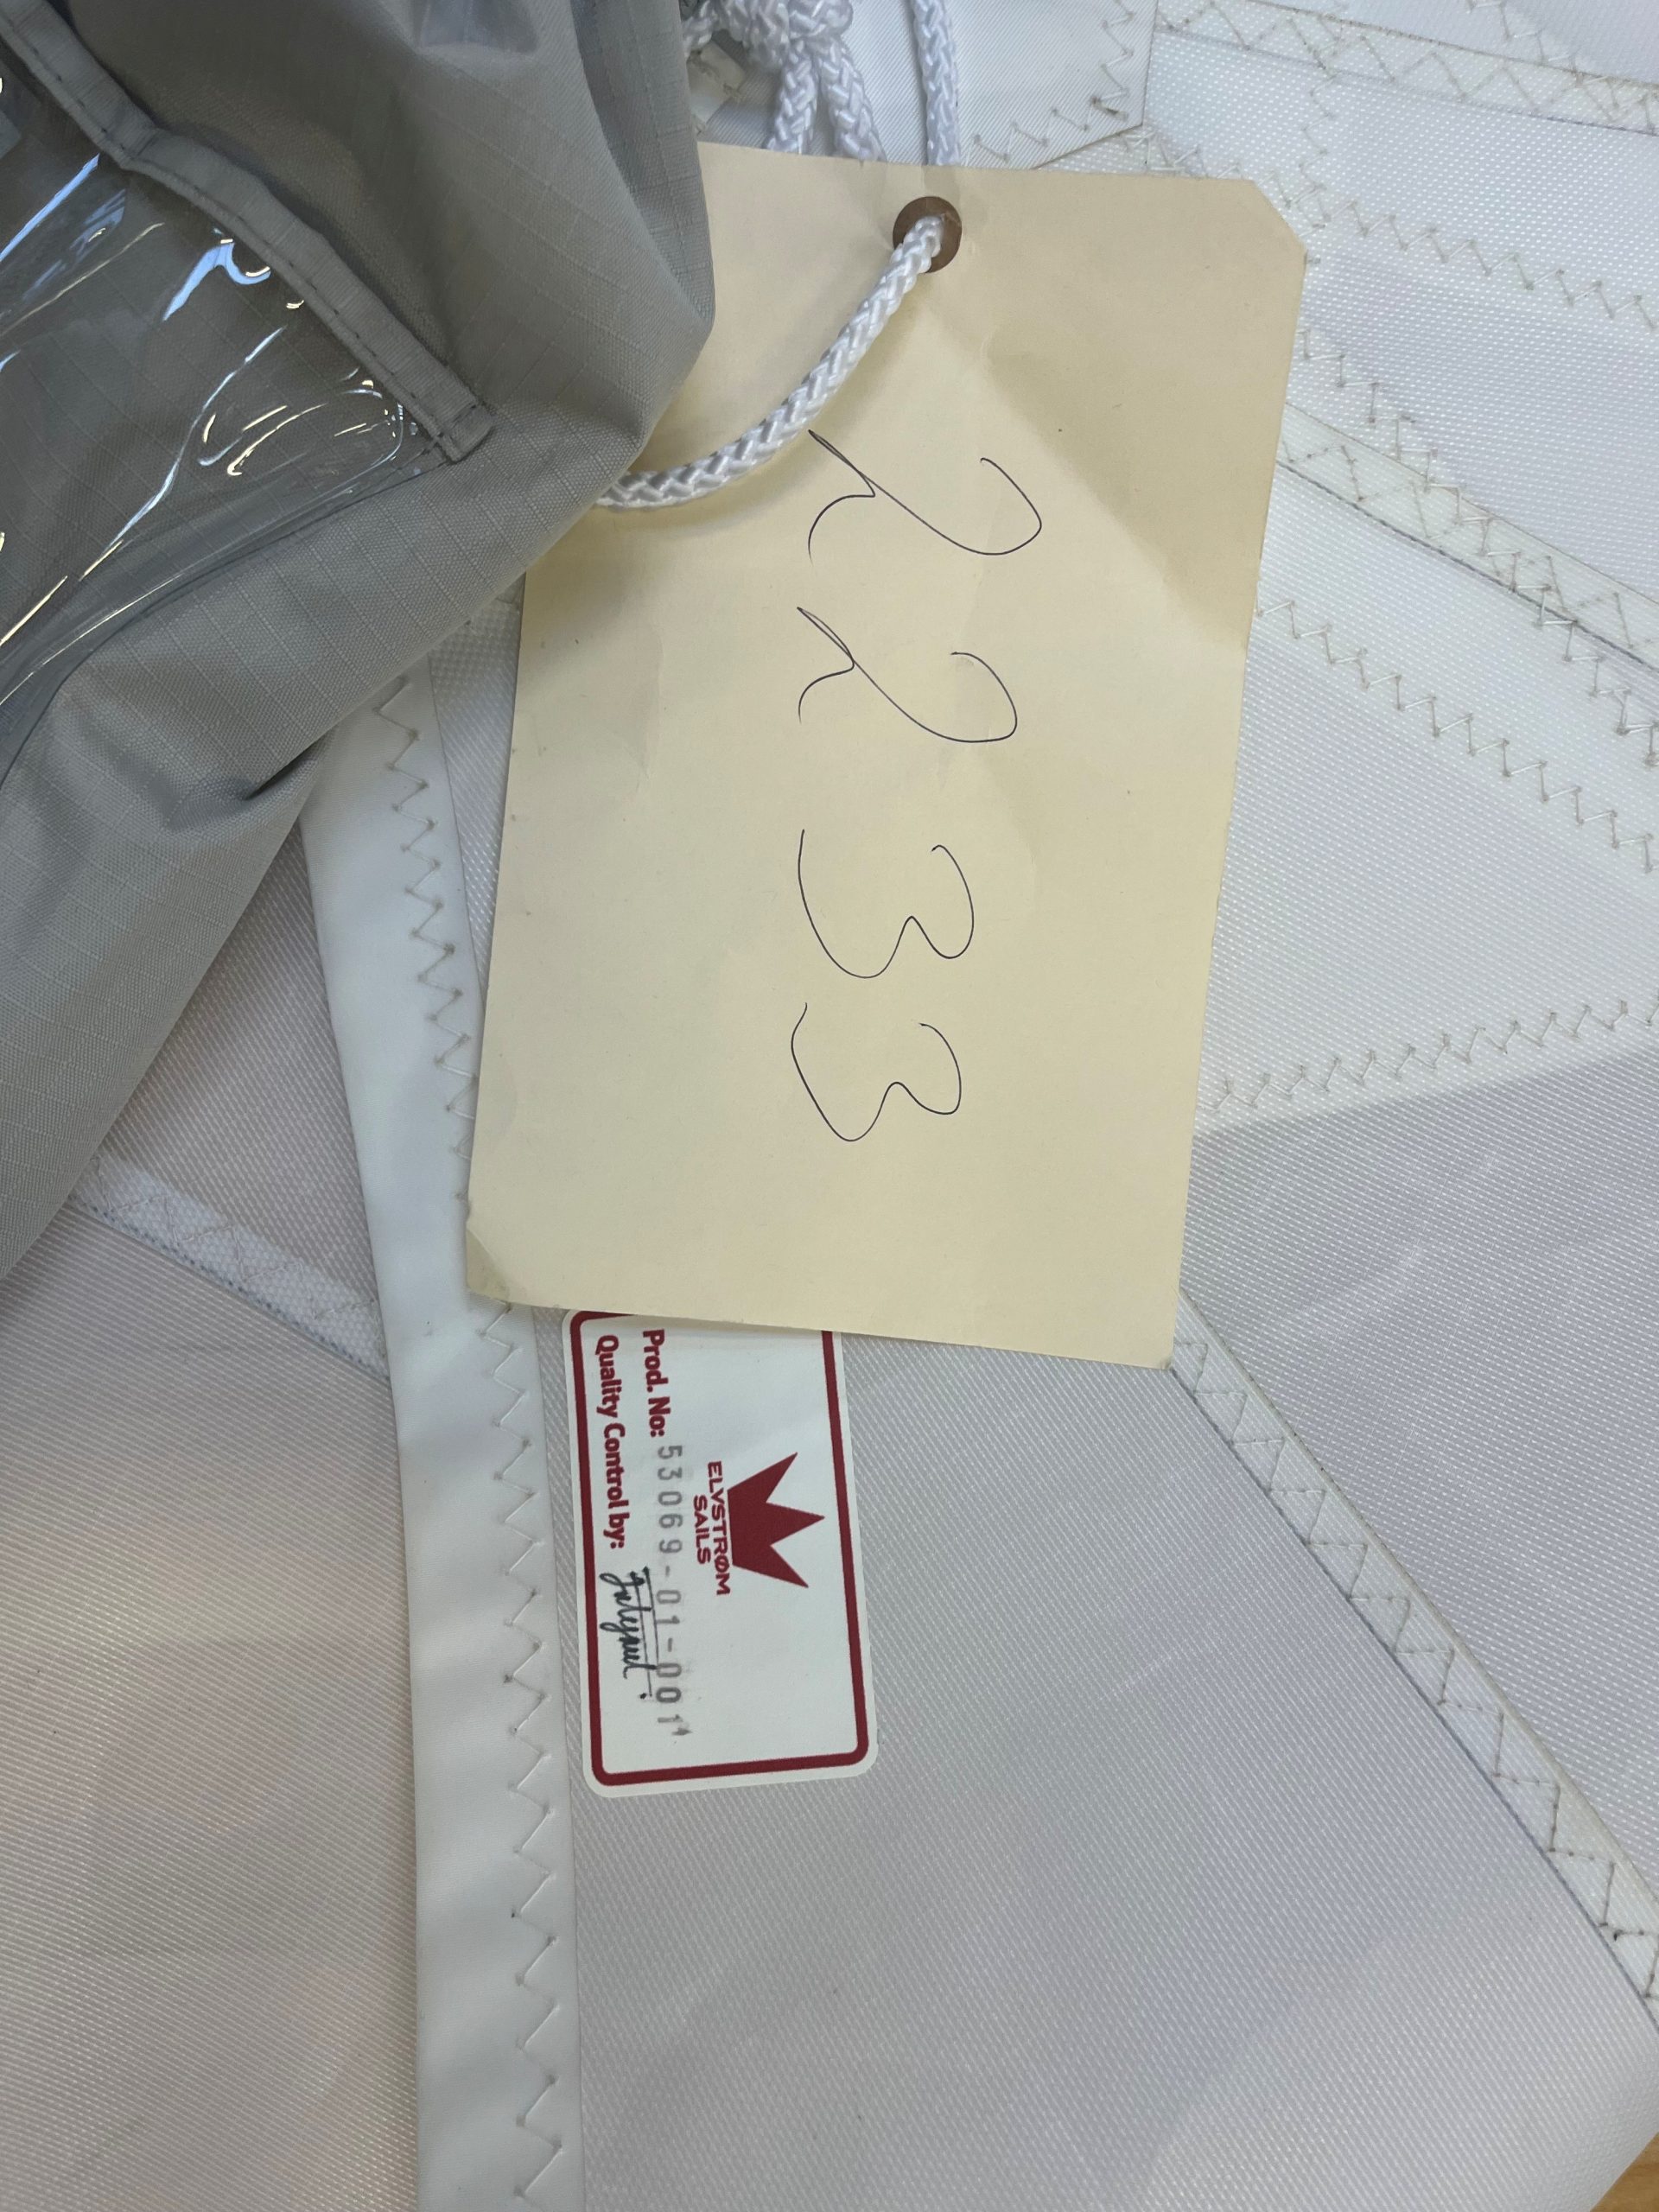 2233
ELVSTRØM
SAILS
Prod. No: 53069-01-001
Quality Control by: